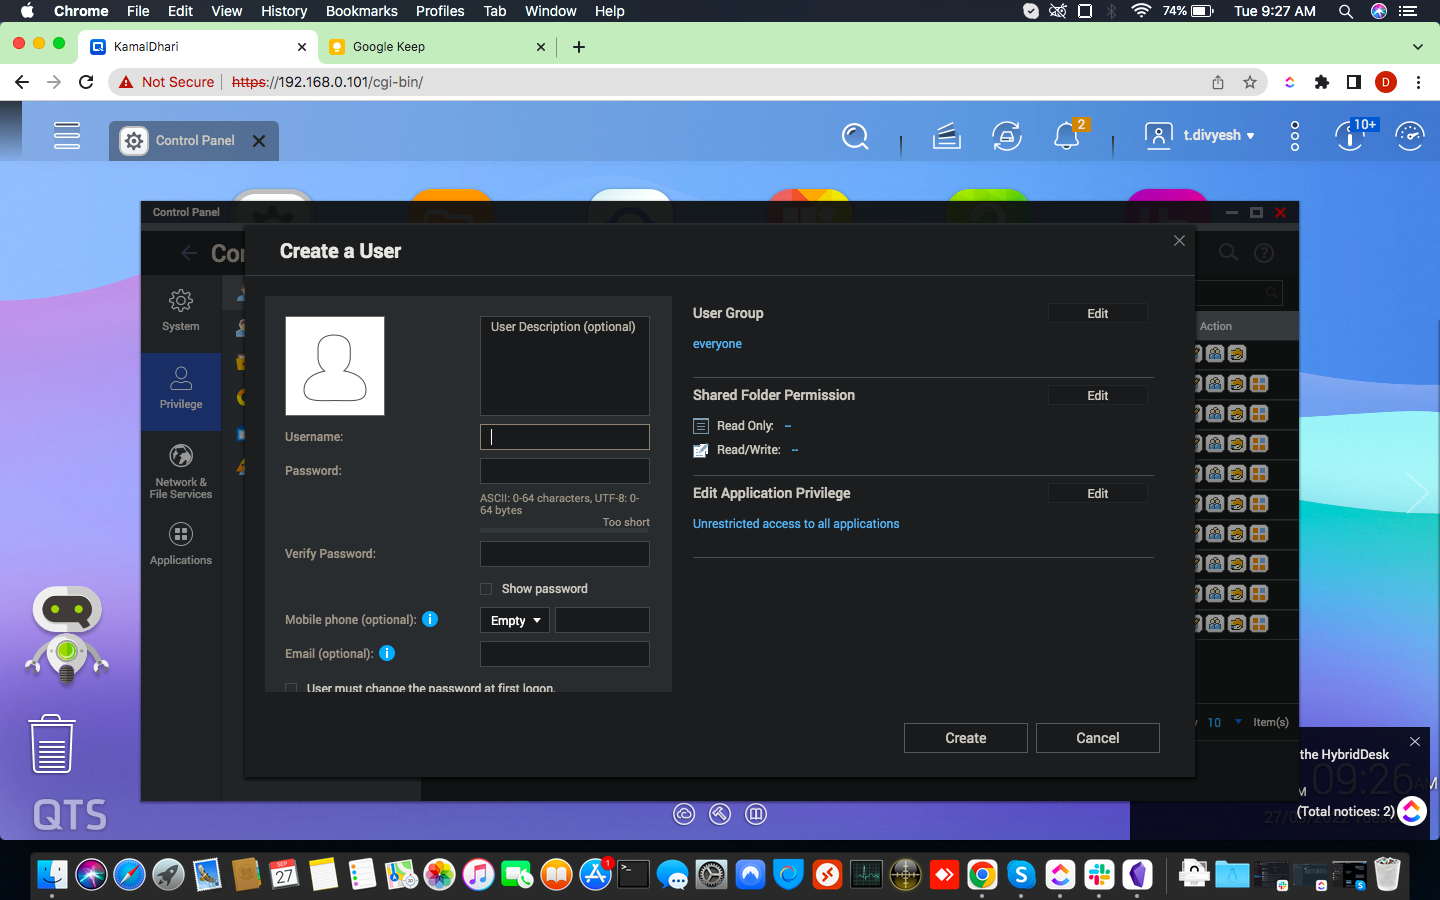 Chrome File Edit View History Bookmarks Profiles Tab Window Help 74% Tue 9:27 AM
KamalDhari Google Keep
Not Secure https://192.168.0.101/cgi-bin/ D
Control Panel 2 t.divyesh 10+
Control Panel
Create a User
System
Privilege
Network &
File Services
Applications
User Description (optional)
Username:
Password:
ASCII: 0-64 characters, UTF-8: 0-
64 bytes
Too short
Verify Password:
Show password
Mobile phone (optional): Empty
Email (optional):
User must change the password at first logon.
User Group Edit
everyone
Shared Folder Permission Edit
Read Only: --
Read/Write: --
Edit Application Privilege Edit
Unrestricted access to all applications
Create Cancel
Action
10 Item(s)
the HybridDesk
09:26
(Total notices: 2)
QTS
SEP
27
1